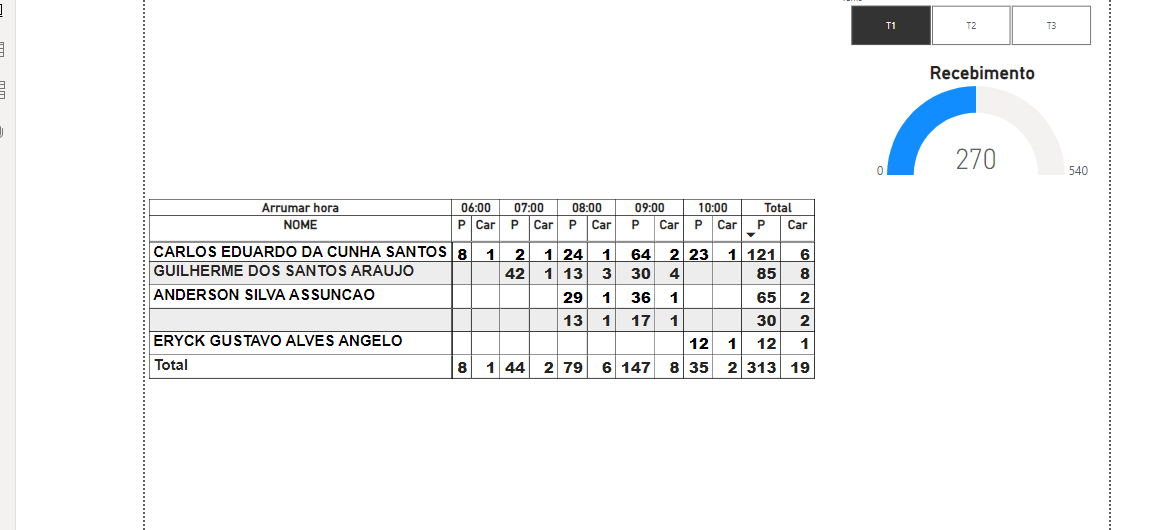 T1 T2 T3
Recebimento
270
0 540
Arrumar hora 06:00 07:00 08:00 09:00 10:00 Total
NOME P Car P Car P Car P Car P Car P Car
CARLOS EDUARDO DA CUNHA SANTOS 8 1 2 1 24 1 64 2 23 1 121 6
GUILHERME DOS SANTOS ARAUJO 42 1 13 3 30 4 85 8
ANDERSON SILVA ASSUNCAO 29 1 36 1 65 2
13 1 17 1 30 2
ERYCK GUSTAVO ALVES ANGELO 12 1 12 1
Total 8 1 44 2 79 6 147 8 35 2 313 19